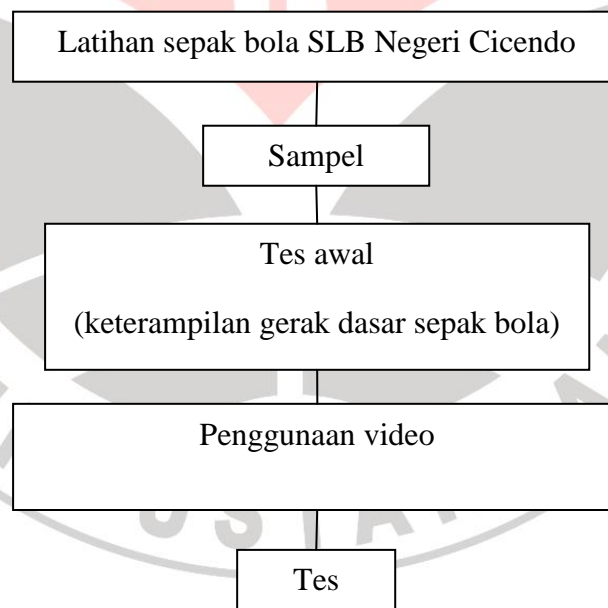 Latihan sepak bola SLB Negeri Cicendo
Sampel
Tes awal
(keterampilan gerak dasar sepak bola)
Penggunaan video
Tes